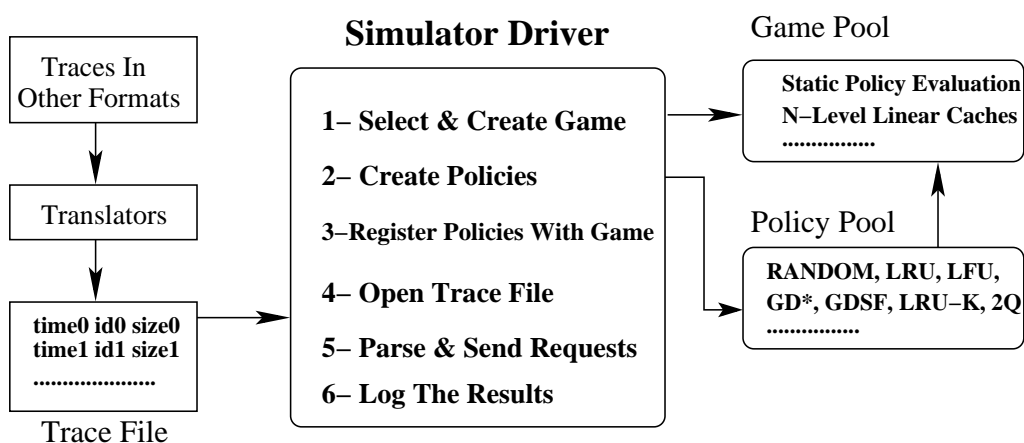 Traces In
Other Formats
Translators
time0 id0 size0
time1 id1 size1
.....................
Trace File
Simulator Driver
1– Select & Create Game
2– Create Policies
3–Register Policies With Game
4– Open Trace File
5– Parse & Send Requests
6– Log The Results
Game Pool
Static Policy Evaluation
N–Level Linear Caches
................
Policy Pool
RANDOM, LRU, LFU,
GD*, GDSF, LRU–K, 2Q
................